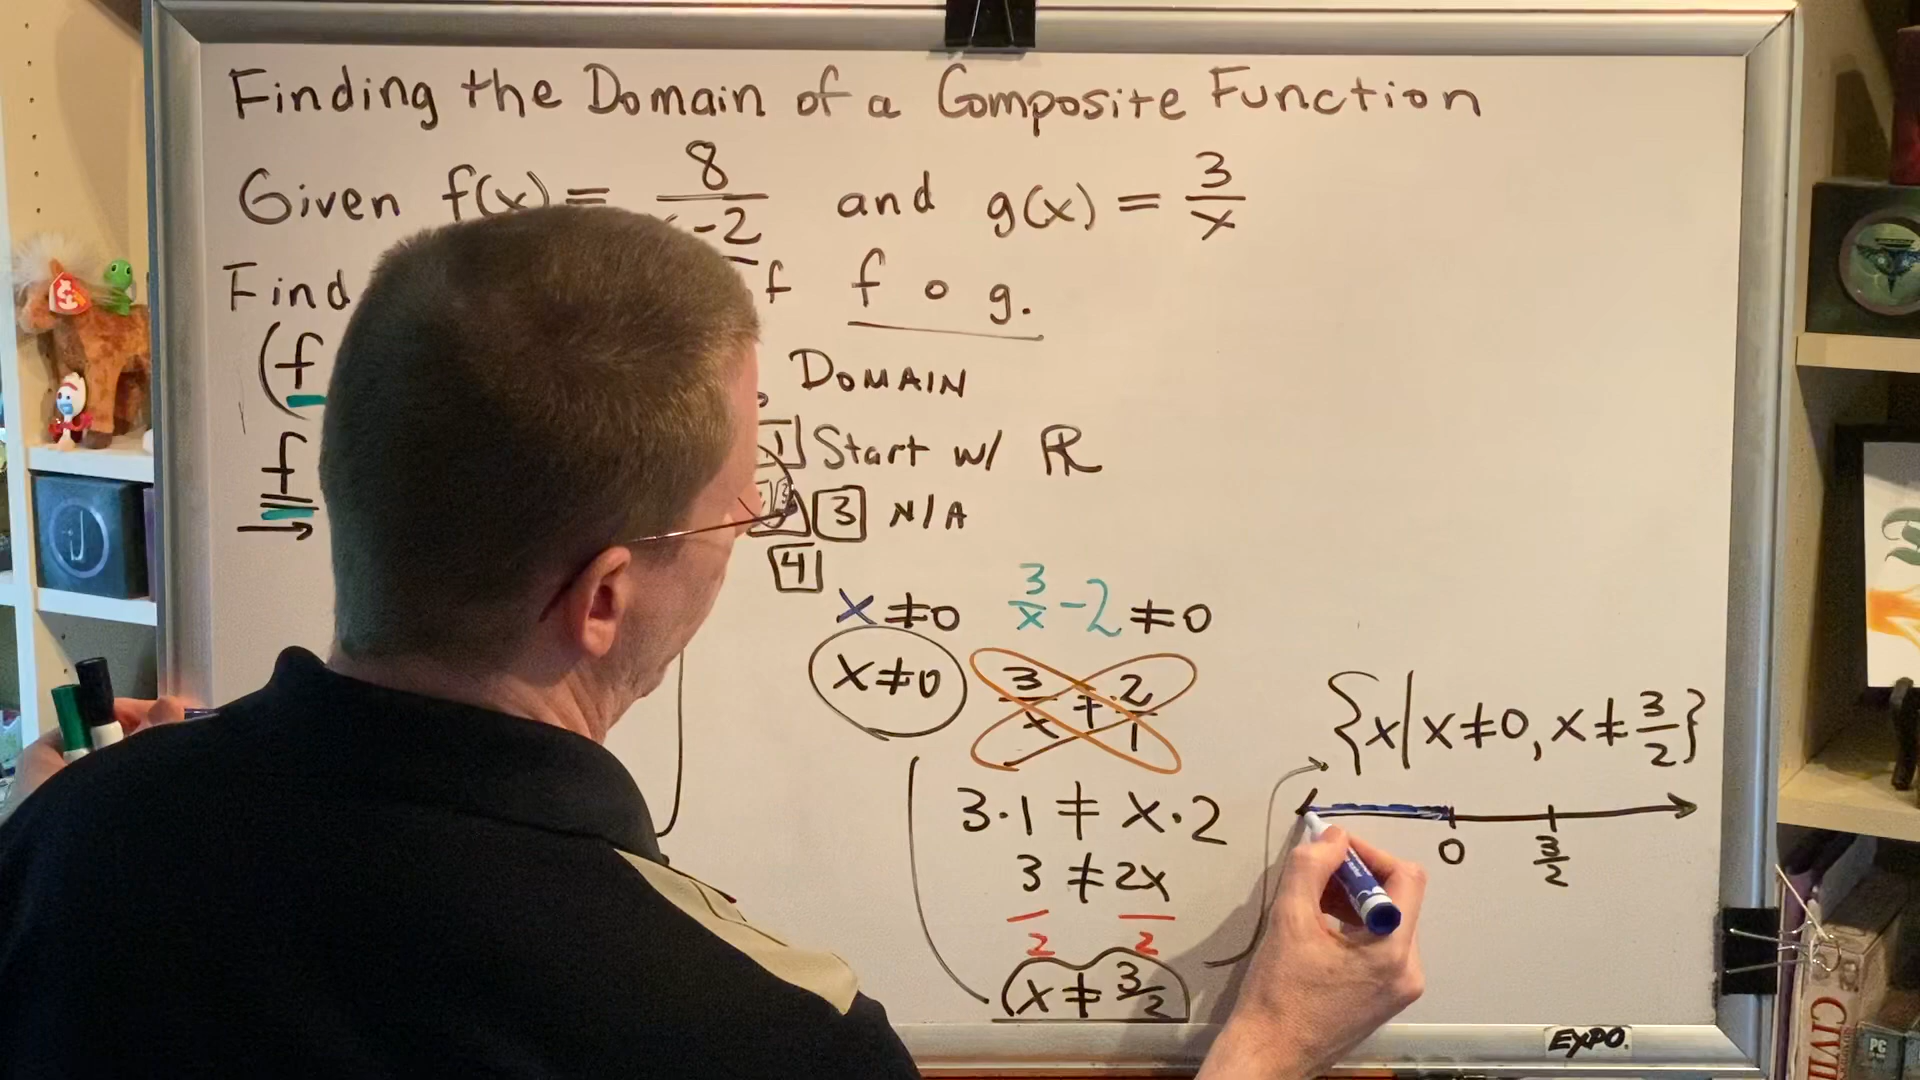 Finding the Domain of a Composite Function
Given f(x) = 8 / -2 and g(x) = 3/x
Find f f ∘ g.
(f
DOMAIN
f
1 Start w/ ℝ
3 N/A
4
x ≠ 0 3/x - 2 ≠ 0
x ≠ 0 3/x ≠ 2/1
{x | x ≠ 0, x ≠ 3/2}
3·1 ≠ x·2
0 3/2
3 ≠ 2x
2 2
x ≠ 3/2
EXPO.
J
CIVIL
PC